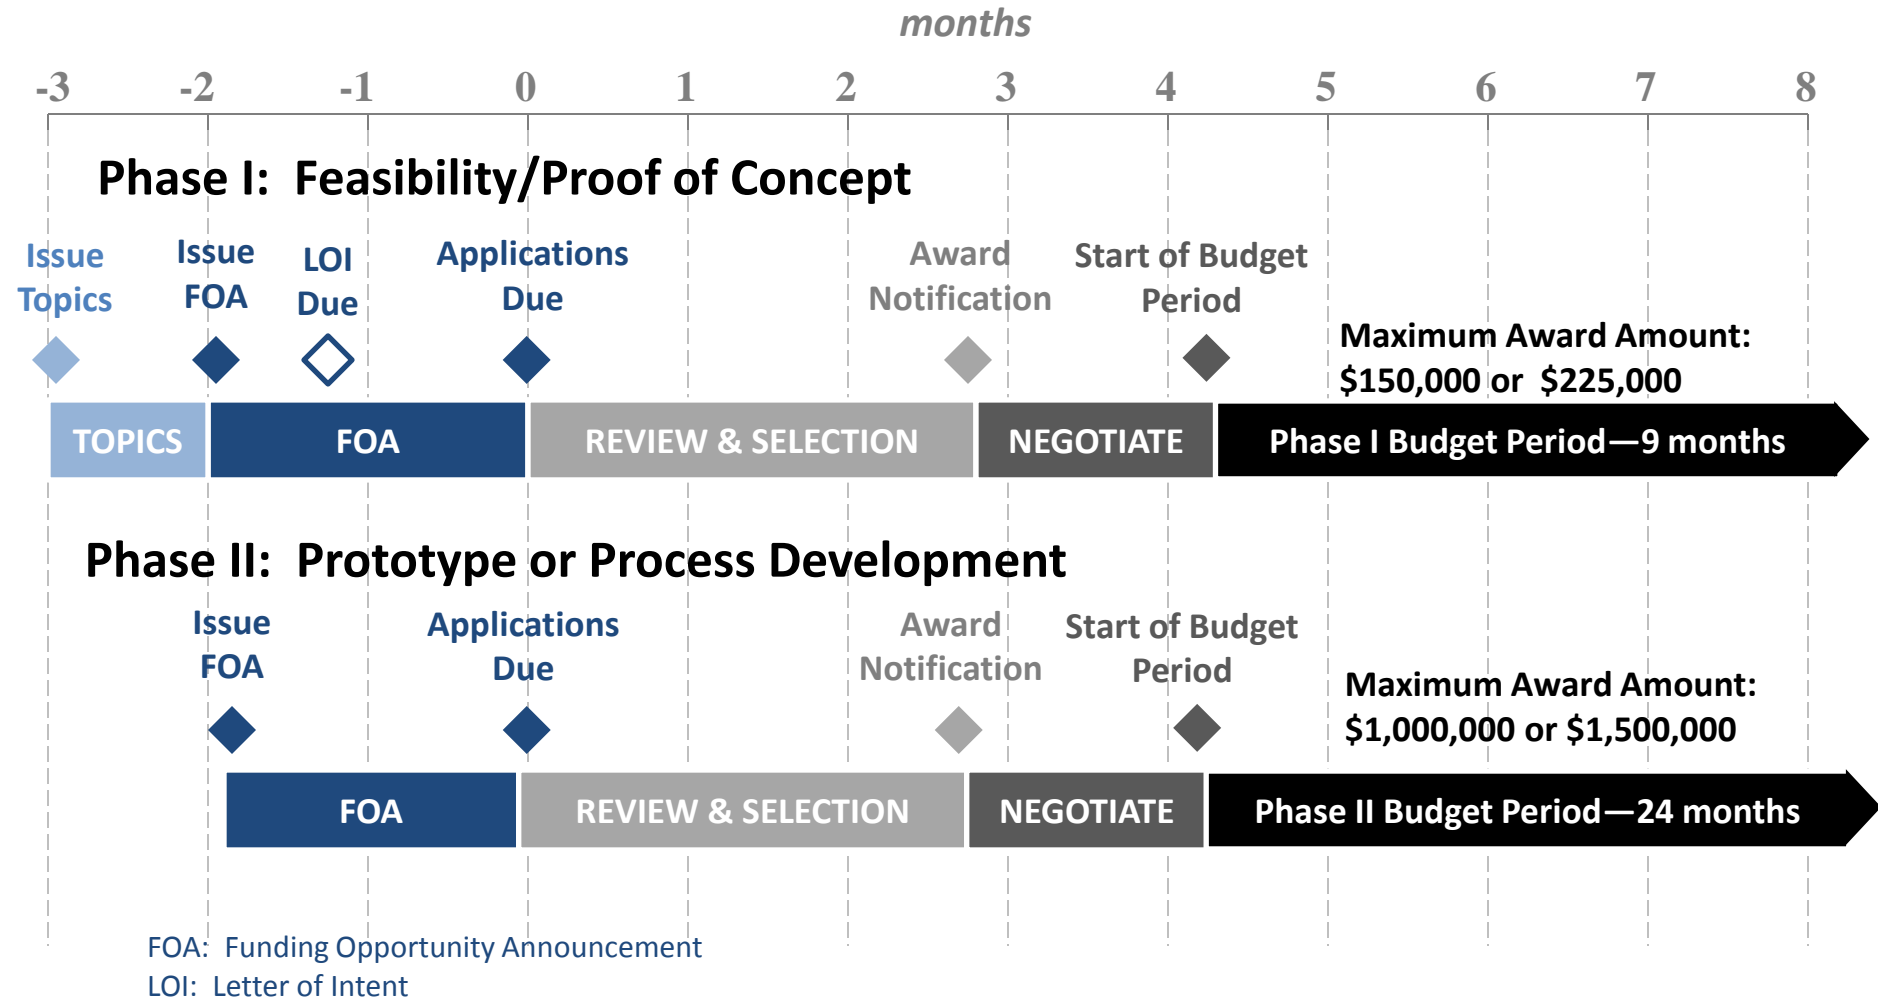 months
-3 -2 -1 0 1 2 3 4 5 6 7 8
Phase I: Feasibility/Proof of Concept
Issue
Topics
Issue
FOA
LOI
Due
Applications
Due
Award
Notification
Start of Budget
Period
Maximum Award Amount:
$150,000 or $225,000
TOPICS
FOA
REVIEW & SELECTION
NEGOTIATE
Phase I Budget Period—9 months
Phase II: Prototype or Process Development
Issue
FOA
Applications
Due
Award
Notification
Start of Budget
Period
Maximum Award Amount:
$1,000,000 or $1,500,000
FOA
REVIEW & SELECTION
NEGOTIATE
Phase II Budget Period—24 months
FOA: Funding Opportunity Announcement
LOI: Letter of Intent